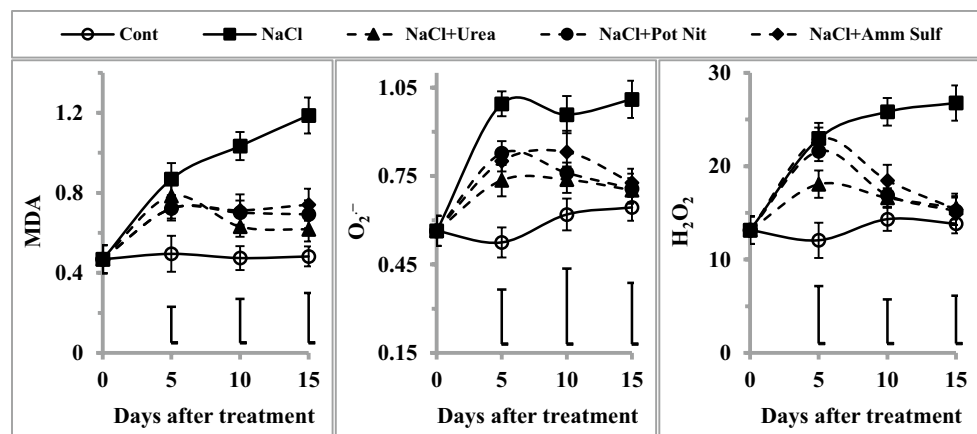 Cont NaCl NaCl+Urea NaCl+Pot Nit NaCl+Amm Sulf
MDA
1.2
0.8
0.4
0
0 5 10 15
Days after treatment
O₂·⁻
1.05
0.75
0.45
0.15
0 5 10 15
Days after treatment
H₂O₂
30
20
10
0
0 5 10 15
Days after treatment